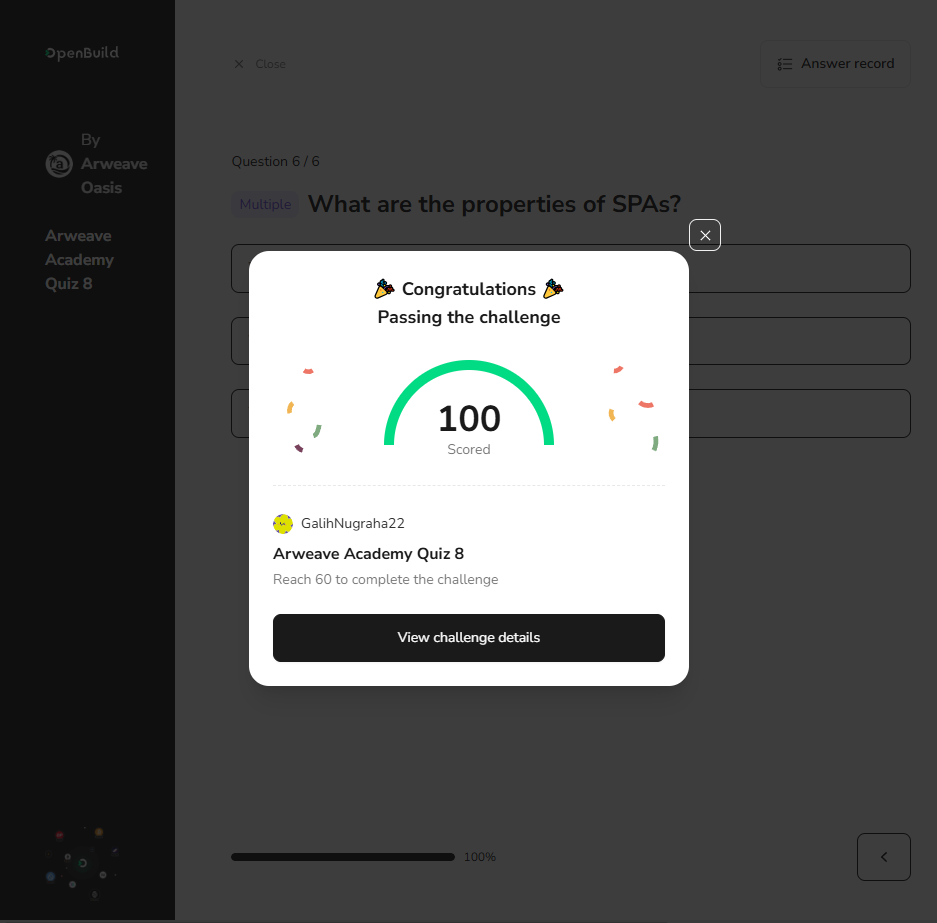 OpenBuild
By
Arweave
Oasis
Arweave
Academy
Quiz 8
Close
Answer record
Question 6 / 6
Multiple What are the properties of SPAs?
Congratulations
Passing the challenge
100
Scored
GalihNugraha22
Arweave Academy Quiz 8
Reach 60 to complete the challenge
View challenge details
100%